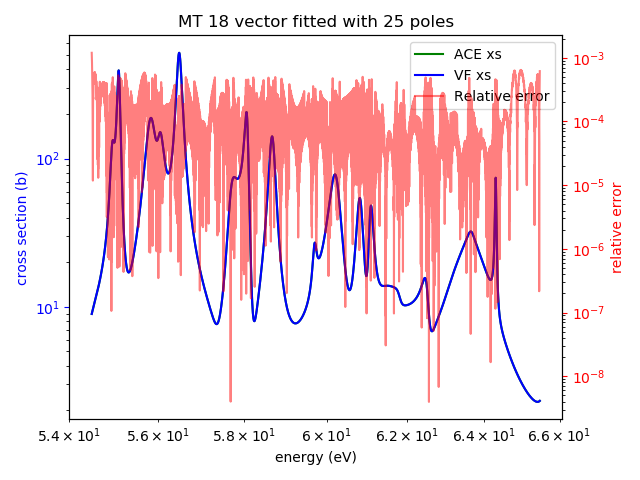 MT 18 vector fitted with 25 poles
ACE xs
VF xs
Relative error
cross section (b)
10²
10¹
relative error
10⁻³
10⁻⁴
10⁻⁵
10⁻⁶
10⁻⁷
10⁻⁸
5.4 × 10¹ 5.6 × 10¹ 5.8 × 10¹ 6.0 × 10¹ 6.2 × 10¹ 6.4 × 10¹ 6.6 × 10¹
energy (eV)